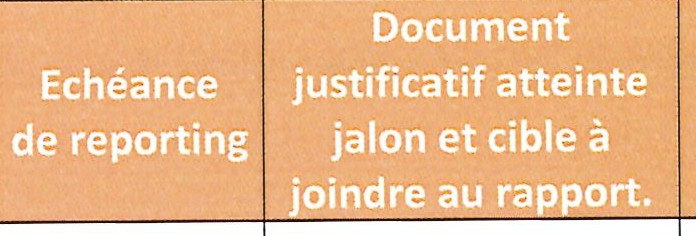 Echéance
de reporting
Document
justificatif atteinte
jalon et cible à
joindre au rapport.